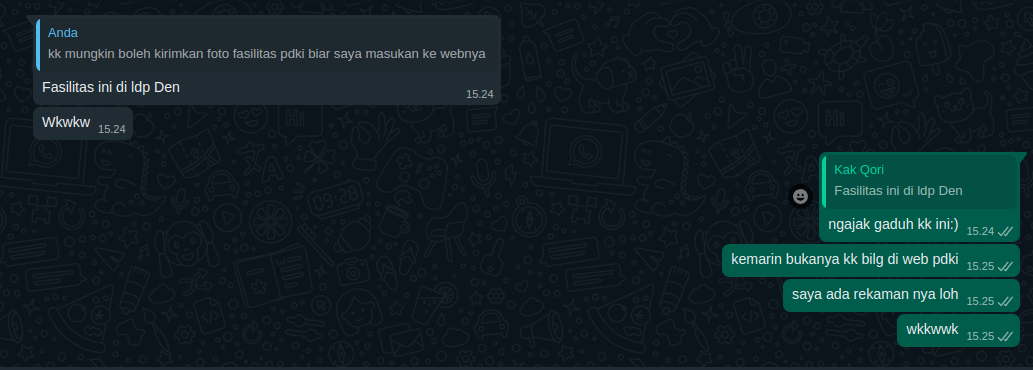 Anda
kk mungkin boleh kirimkan foto fasilitas pdki biar saya masukan ke webnya
Fasilitas ini di ldp Den
15.24
Wkwkw 15.24
Kak Qori
Fasilitas ini di ldp Den
ngajak gaduh kk ini:) 15.24
kemarin bukanya kk bilg di web pdki 15.25
saya ada rekaman nya loh 15.25
wkkwwk 15.25